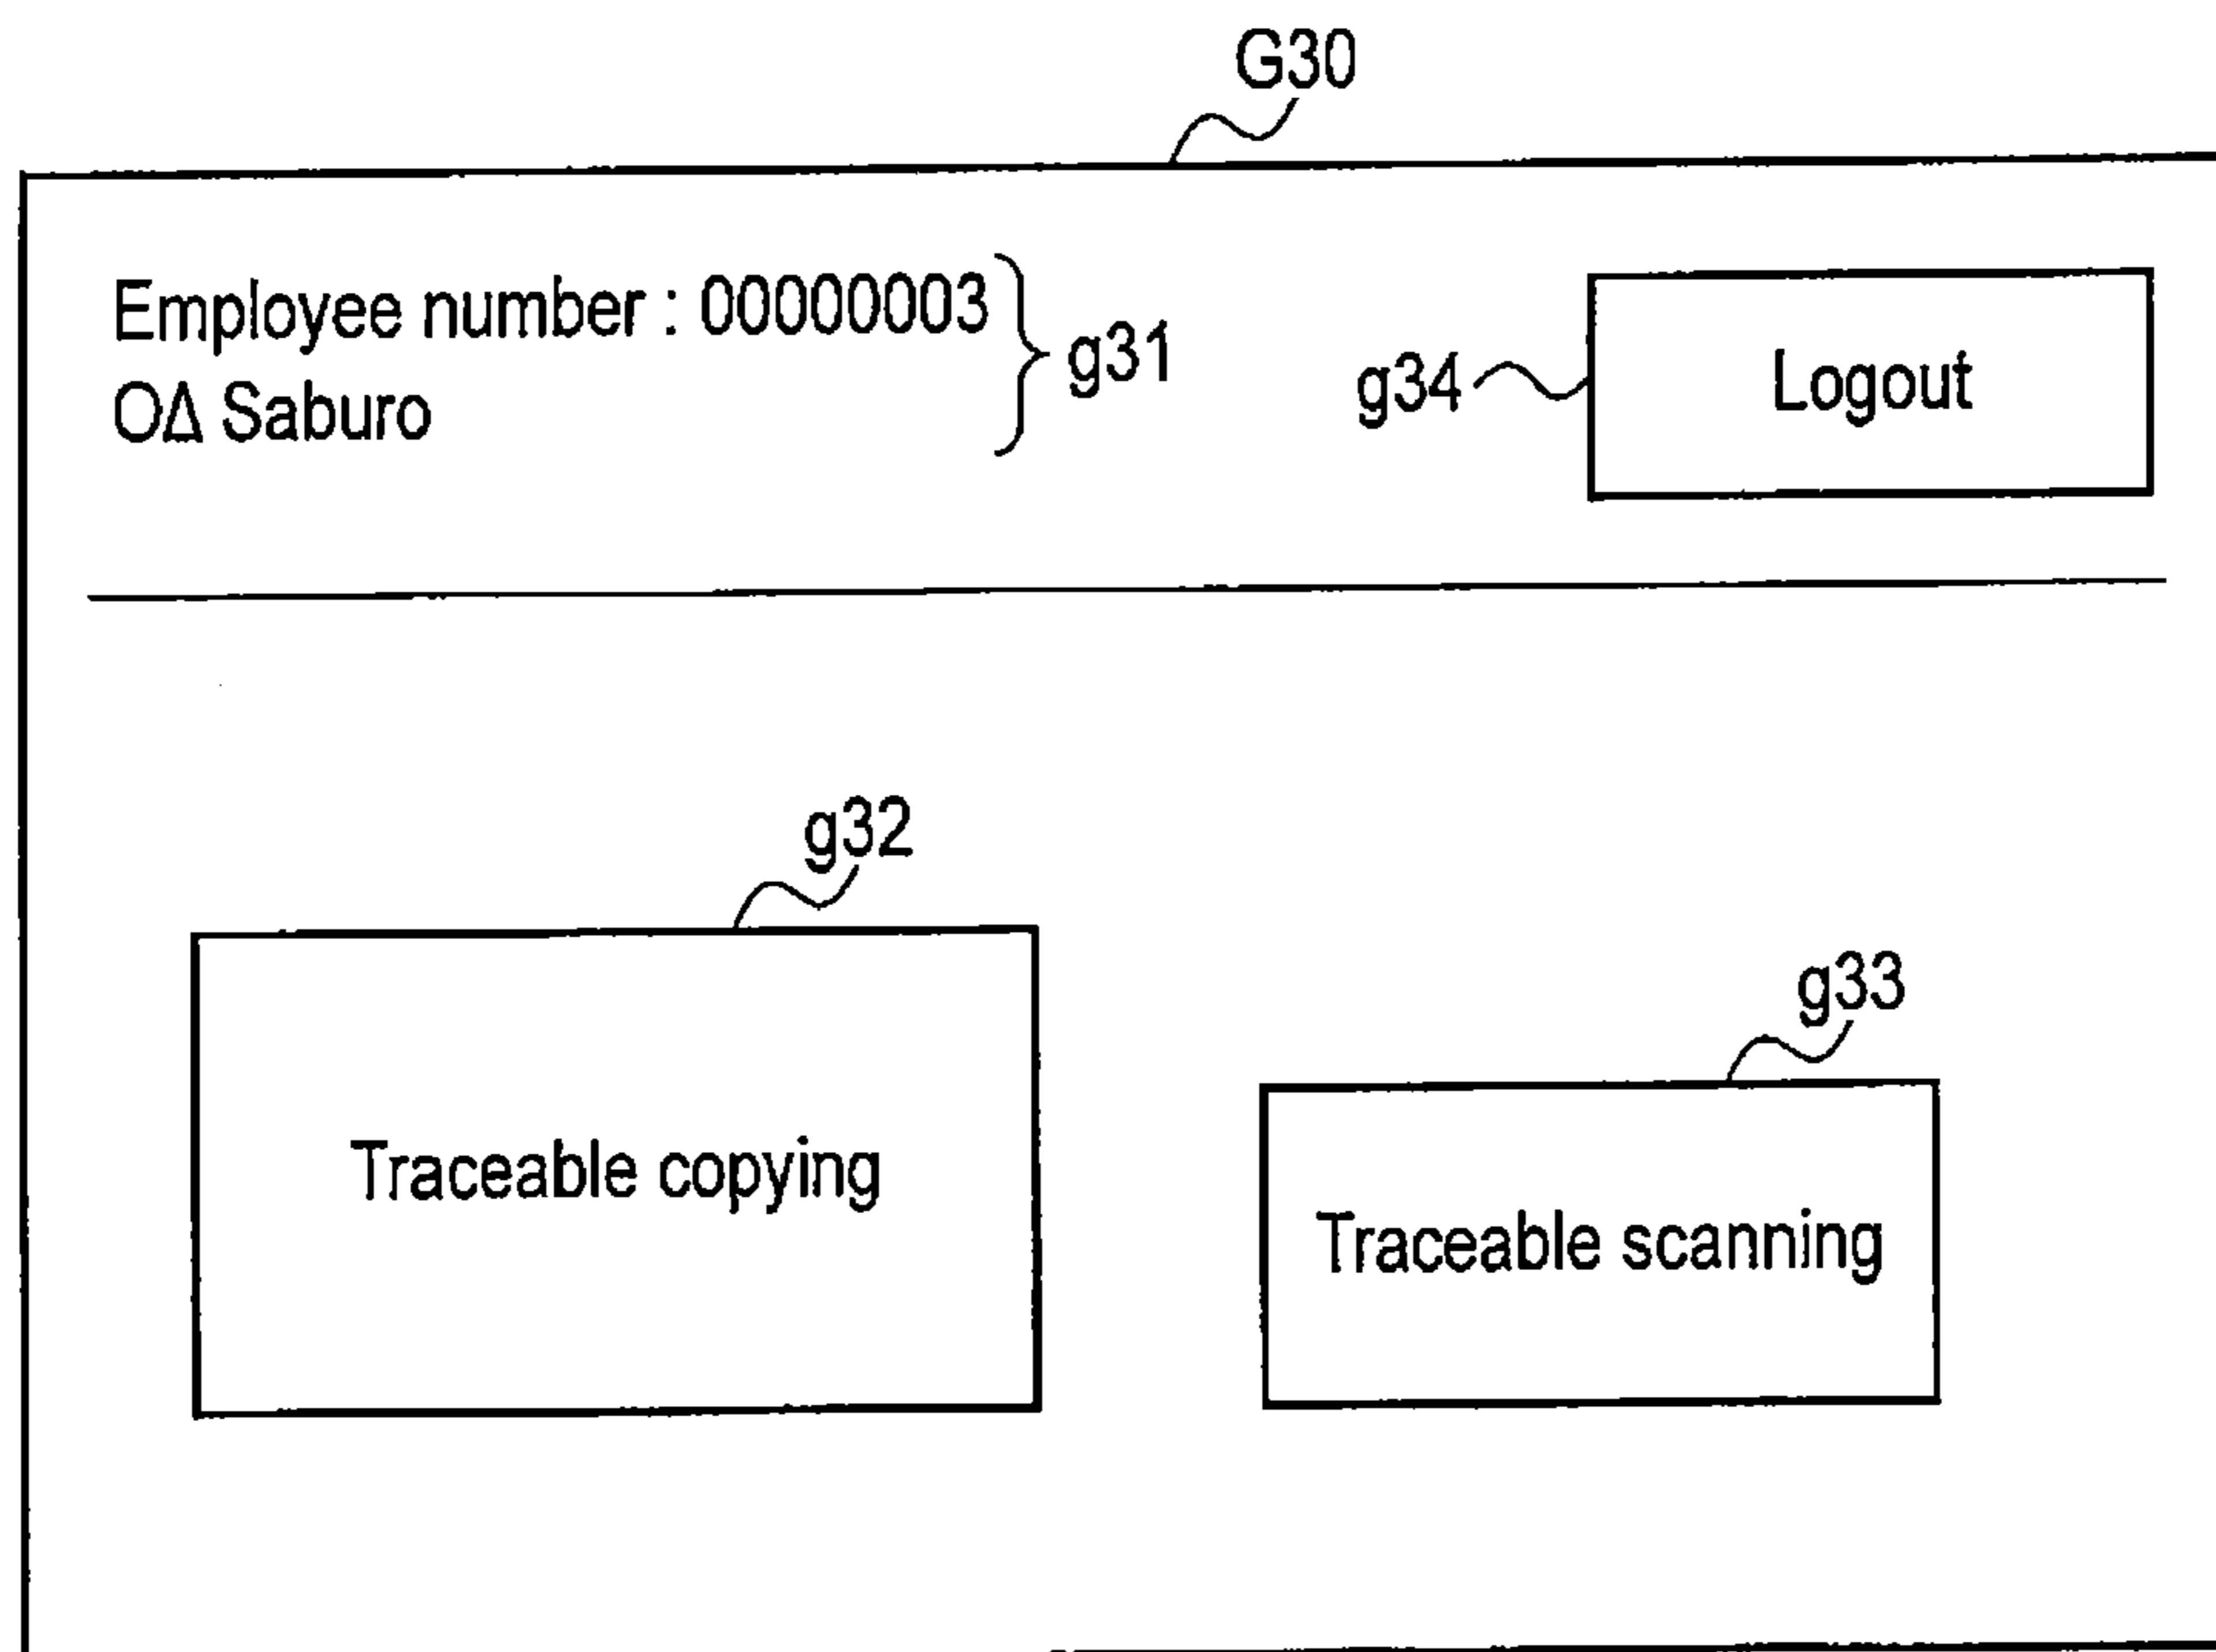 G30
Employee number : 00000003
OΔ Saburo
g31
g34
Logout
g32
Traceable copying
g33
Traceable scanning